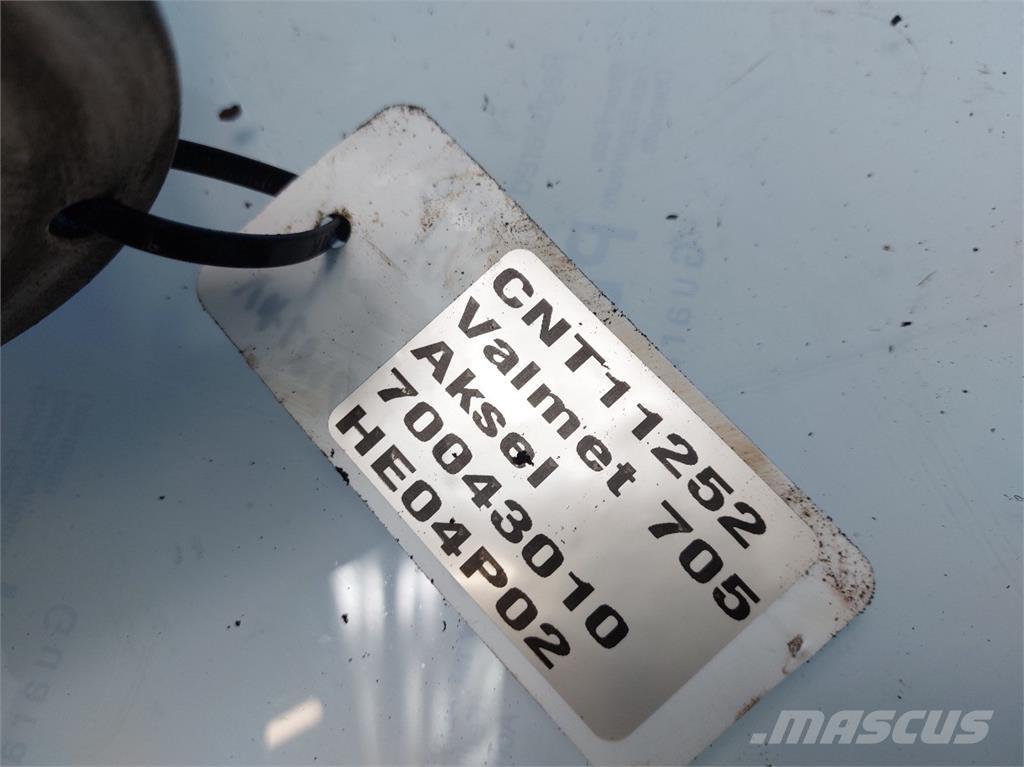 CNT11252
Valmet 705
Aksel
70043010
HE04P02
MASCUS